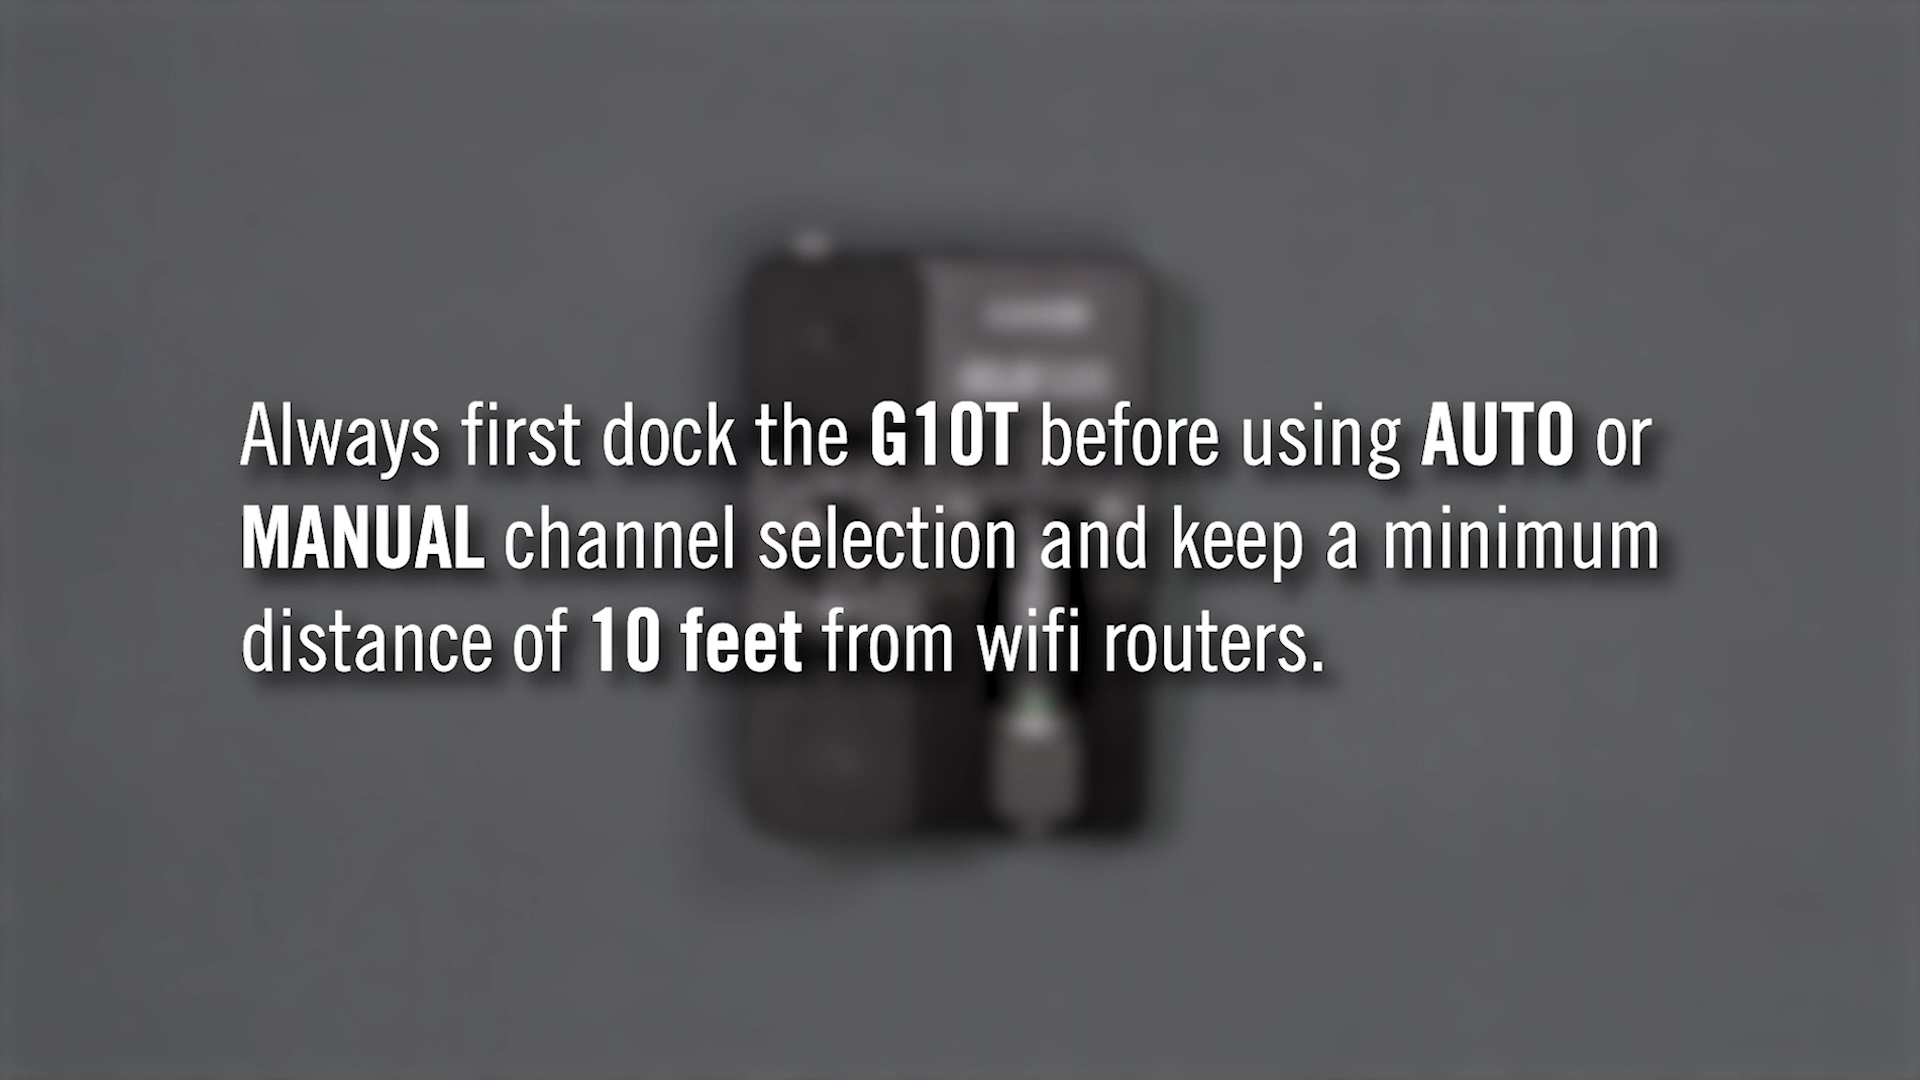 Always first dock the G10T before using AUTO or
MANUAL channel selection and keep a minimum
distance of 10 feet from wifi routers.